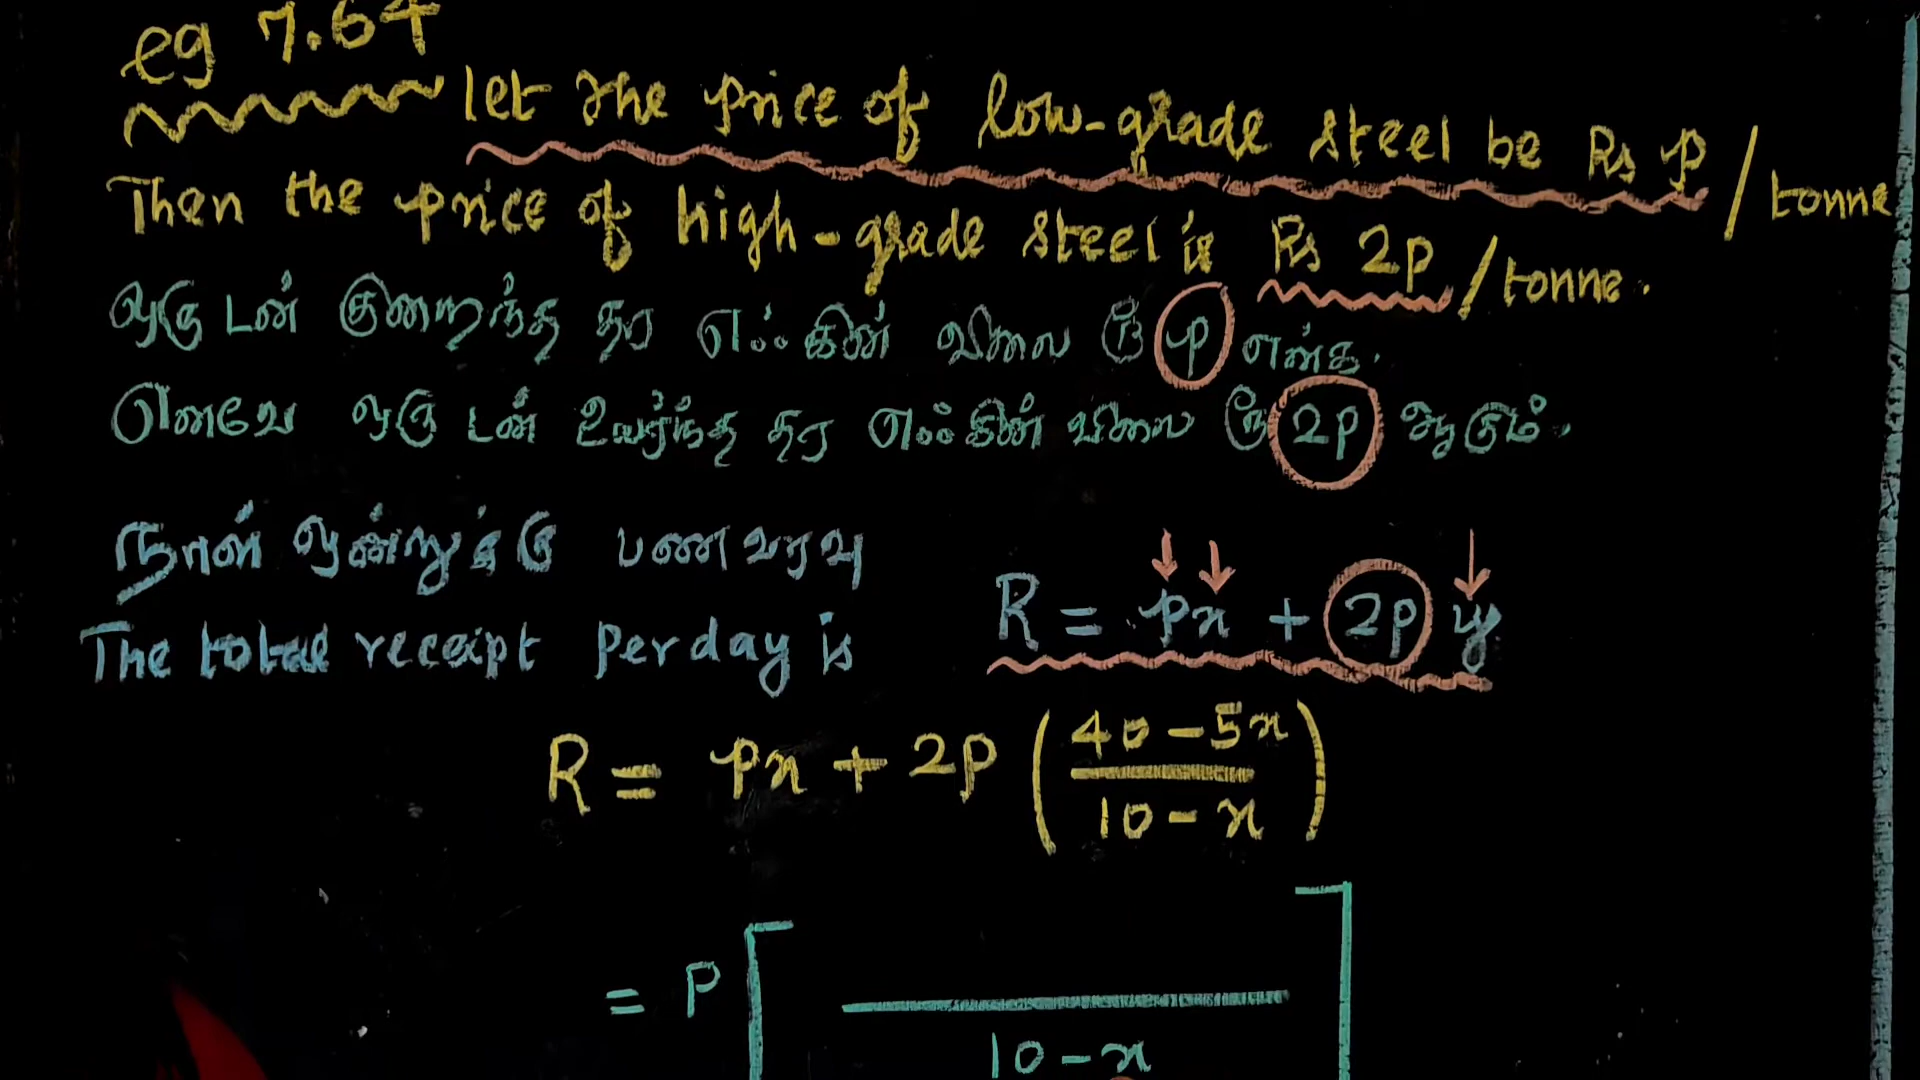 eg 7.64
let the price of low-grade steel be Rs p / tonne
Then the price of high-grade steel is Rs 2p / tonne.
ஒரு டன் குறைந்த தர எஃகின் விலை ரூ p என்க.
எனவே ஒரு டன் உயர்ந்த தர எஃகின் விலை ரூ 2p ஆகும்.
நாள் ஒன்றுக்கு பண வரவு
The total receipt per day is R = px + 2p y
R = px + 2p ( 40 - 5x / 10 - x )
= P [ / 10 - x ]